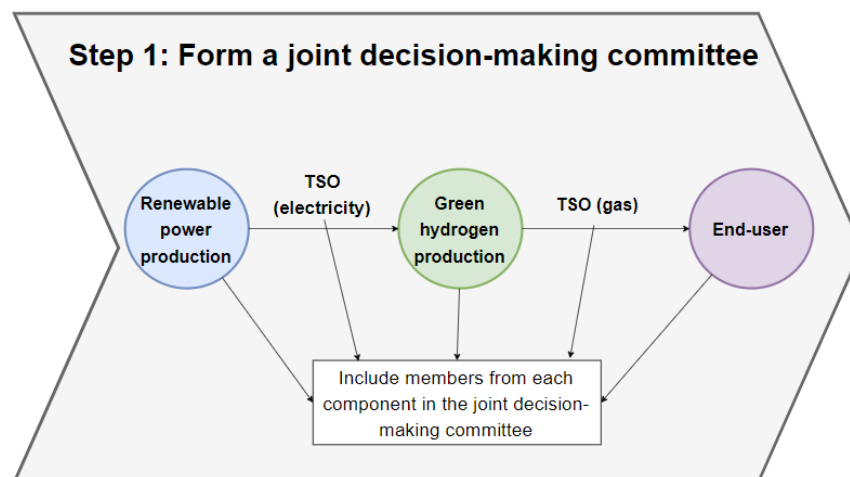 Step 1: Form a joint decision-making committee
TSO
(electricity)
TSO (gas)
Renewable
power
production
Green
hydrogen
production
End-user
Include members from each
component in the joint decision-
making committee